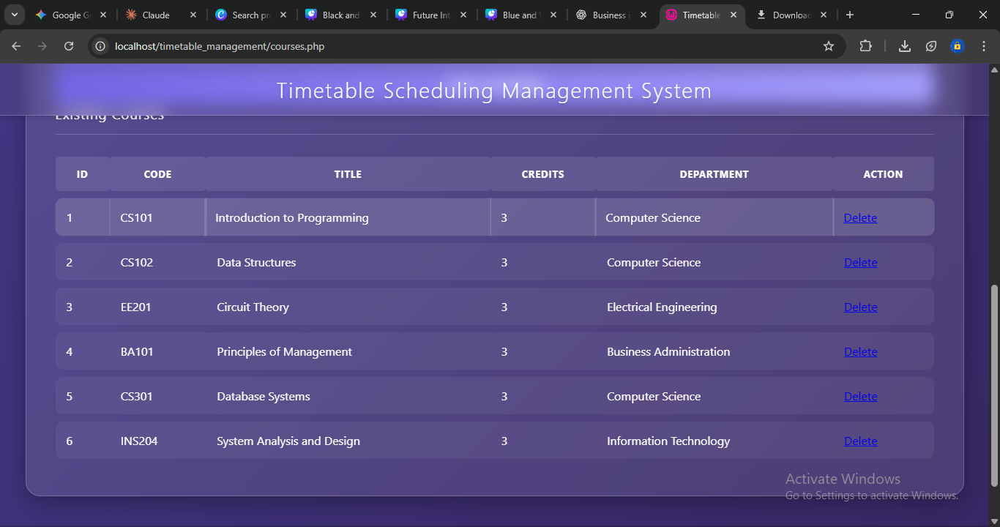 Google G
Claude
Search pr
Black and
Future Int
Blue and
Business i
Timetable
Download
localhost/timetable_management/courses.php
Timetable Scheduling Management System
Existing Courses
ID CODE TITLE CREDITS DEPARTMENT ACTION
1 CS101 Introduction to Programming 3 Computer Science Delete
2 CS102 Data Structures 3 Computer Science Delete
3 EE201 Circuit Theory 3 Electrical Engineering Delete
4 BA101 Principles of Management 3 Business Administration Delete
5 CS301 Database Systems 3 Computer Science Delete
6 INS204 System Analysis and Design 3 Information Technology Delete
Activate Windows
Go to Settings to activate Windows.